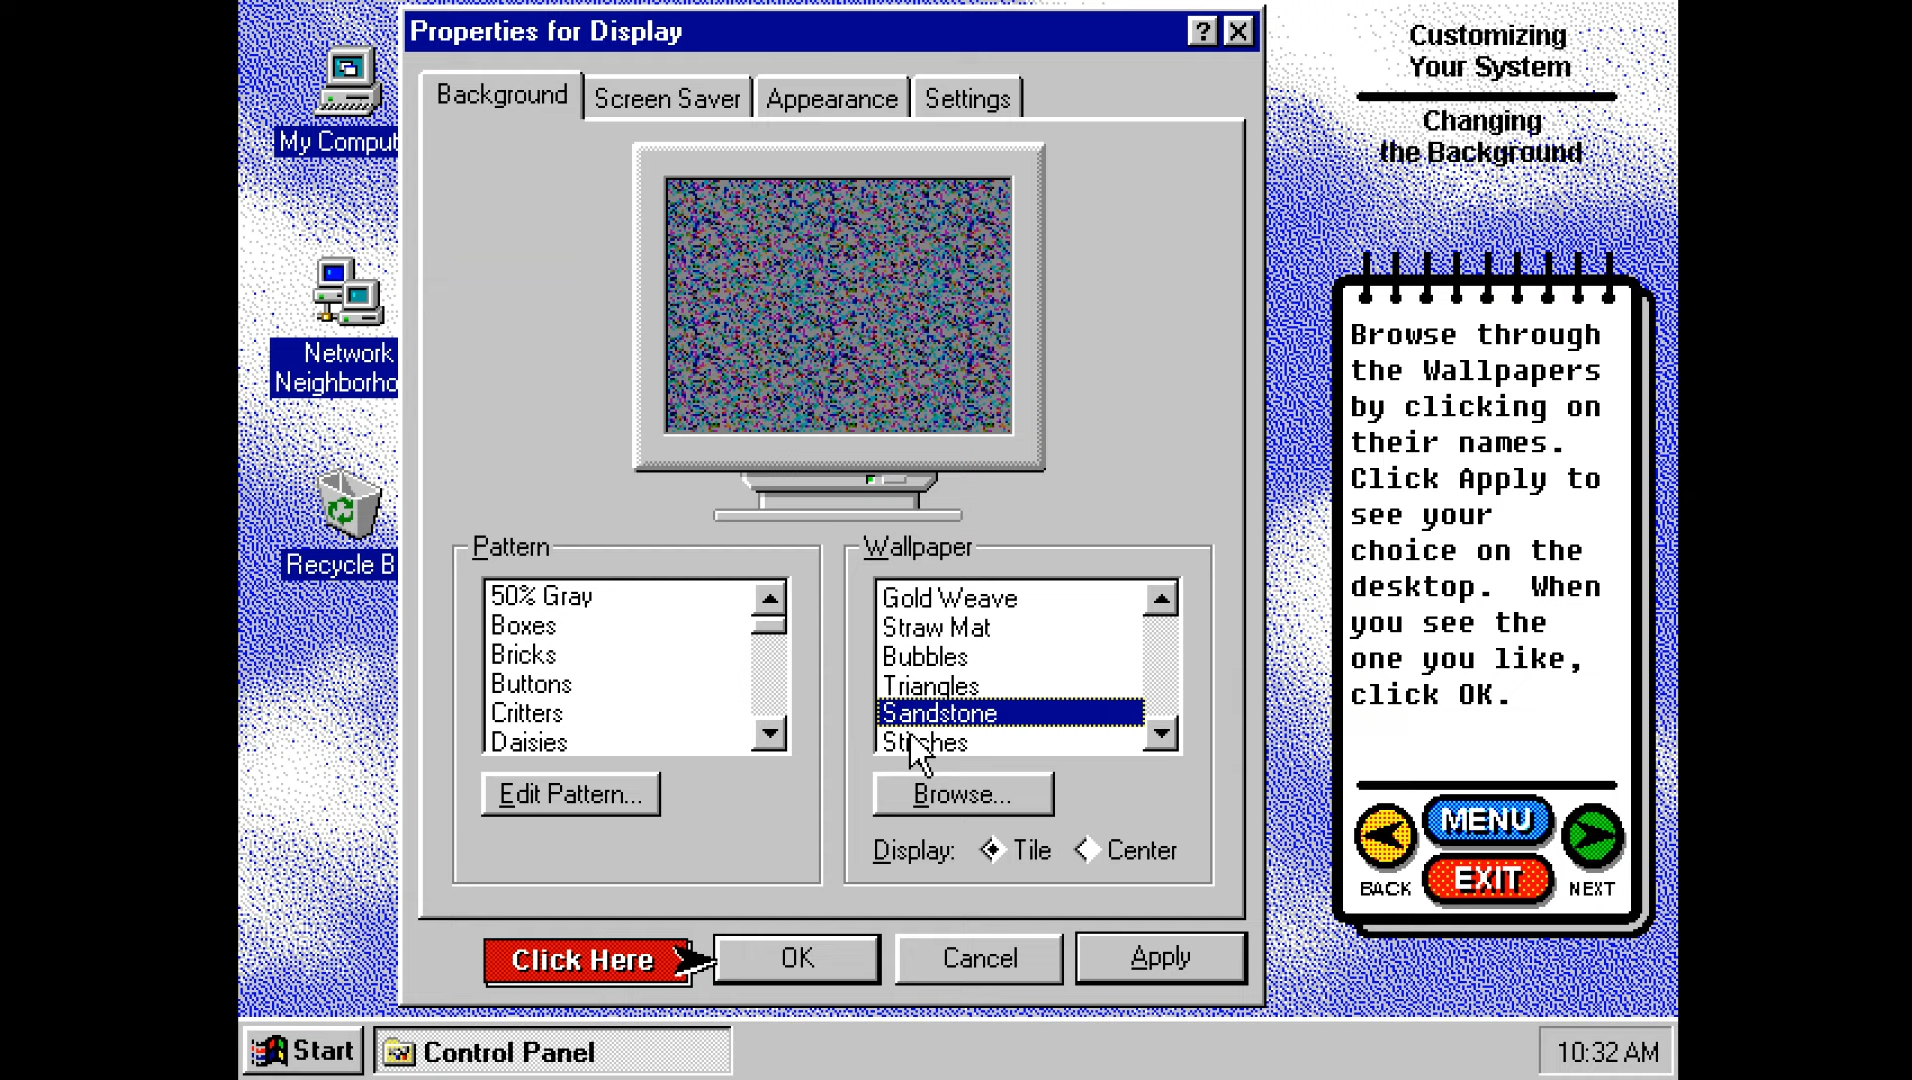 Properties for Display
?
Background
Screen Saver
Appearance
Settings
My Comput
Network
Neighborho
Recycle B
Pattern
50% Gray
Boxes
Bricks
Buttons
Critters
Daisies
Edit Pattern...
Wallpaper
Gold Weave
Straw Mat
Bubbles
Triangles
Sandstone
Stitches
Browse...
Display:
Tile
Center
Click Here
OK
Cancel
Apply
Customizing
Your System
Changing
the Background
Browse through
the Wallpapers
by clicking on
their names.
Click Apply to
see your
choice on the
desktop. When
you see the
one you like,
click OK.
MENU
EXIT
BACK
NEXT
Start
Control Panel
10:32 AM